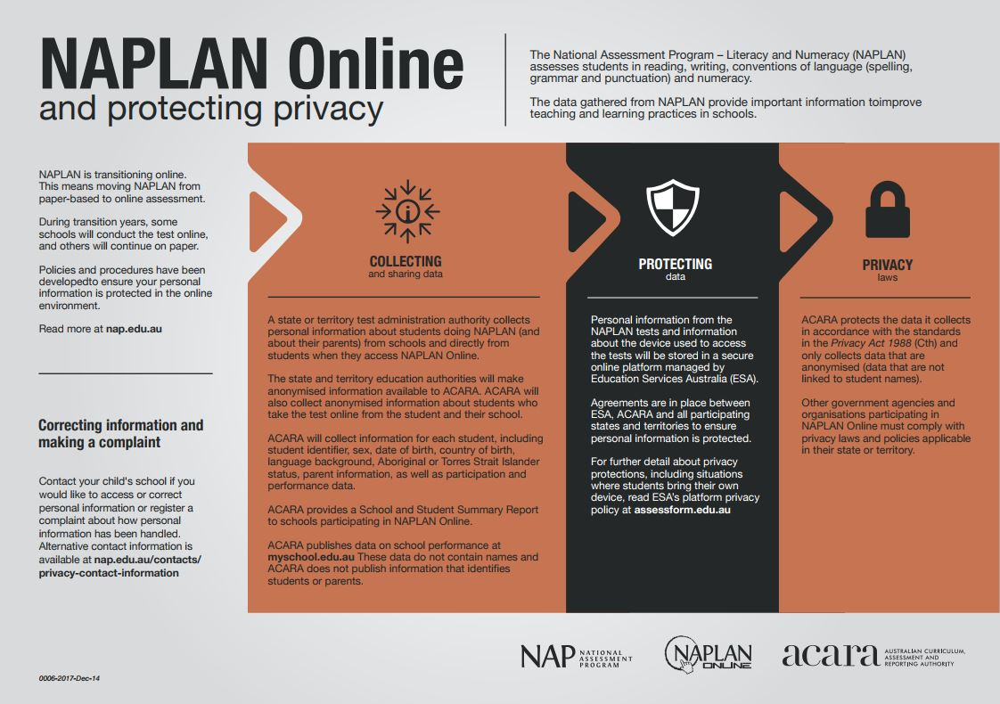 NAPLAN Online
and protecting privacy
The National Assessment Program – Literacy and Numeracy (NAPLAN)
assesses students in reading, writing, conventions of language (spelling,
grammar and punctuation) and numeracy.
The data gathered from NAPLAN provide important information toimprove
teaching and learning practices in schools.
NAPLAN is transitioning online.
This means moving NAPLAN from
paper-based to online assessment.
During transition years, some
schools will conduct the test online,
and others will continue on paper.
Policies and procedures have been
developedto ensure your personal
information is protected in the online
environment.
Read more at nap.edu.au
Correcting information and
making a complaint
Contact your child's school if you
would like to access or correct
personal information or register a
complaint about how personal
information has been handled.
Alternative contact information is
available at nap.edu.au/contacts/
privacy-contact-information
COLLECTING
and sharing data
A state or territory test administration authority collects
personal information about students doing NAPLAN (and
about their parents) from schools and directly from
students when they access NAPLAN Online.
The state and territory education authorities will make
anonymised information available to ACARA. ACARA will
also collect anonymised information about students who
take the test online from the student and their school.
ACARA will collect information for each student, including
student identifier, sex, date of birth, country of birth,
language background, Aboriginal or Torres Strait Islander
status, parent information, as well as participation and
performance data.
ACARA provides a School and Student Summary Report
to schools participating in NAPLAN Online.
ACARA publishes data on school performance at
myschool.edu.au These data do not contain names and
ACARA does not publish information that identifies
students or parents.
PROTECTING
data
Personal information from the
NAPLAN tests and information
about the device used to access
the tests will be stored in a secure
online platform managed by
Education Services Australia (ESA).
Agreements are in place between
ESA, ACARA and all participating
states and territories to ensure
personal information is protected.
For further detail about privacy
protections, including situations
where students bring their own
device, read ESA's platform privacy
policy at assessform.edu.au
PRIVACY
laws
ACARA protects the data it collects
in accordance with the standards
in the Privacy Act 1988 (Cth) and
only collects data that are
anonymised (data that are not
linked to student names).
Other government agencies and
organisations participating in
NAPLAN Online must comply with
privacy laws and policies applicable
in their state or territory.
NAP NATIONAL
ASSESSMENT
PROGRAM
NAPLAN
ONLINE
acara AUSTRALIAN CURRICULUM,
ASSESSMENT AND
REPORTING AUTHORITY
0006-2017-Dec-14